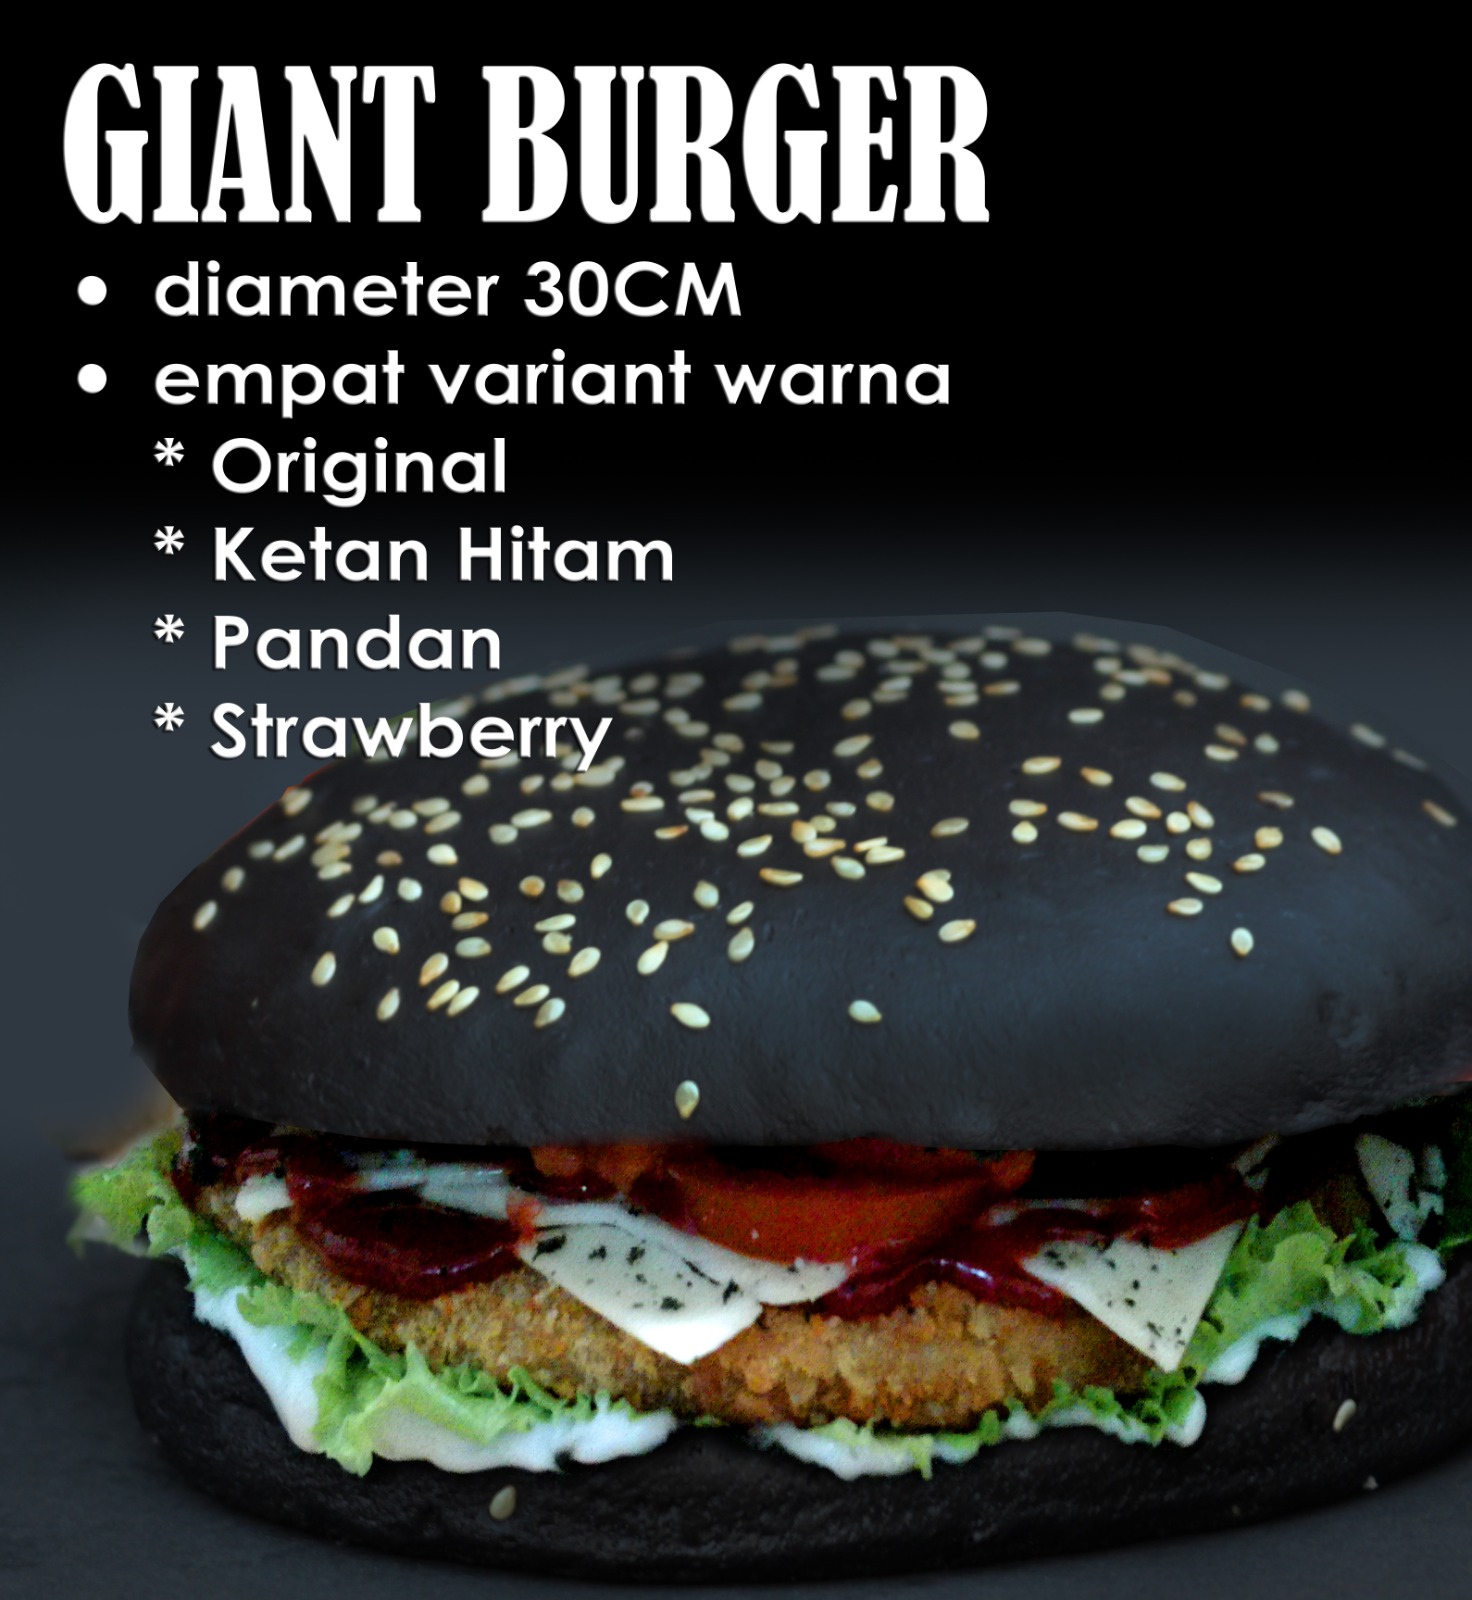 GIANT BURGER
• diameter 30CM
• empat variant warna
* Original
* Ketan Hitam
* Pandan
* Strawberry